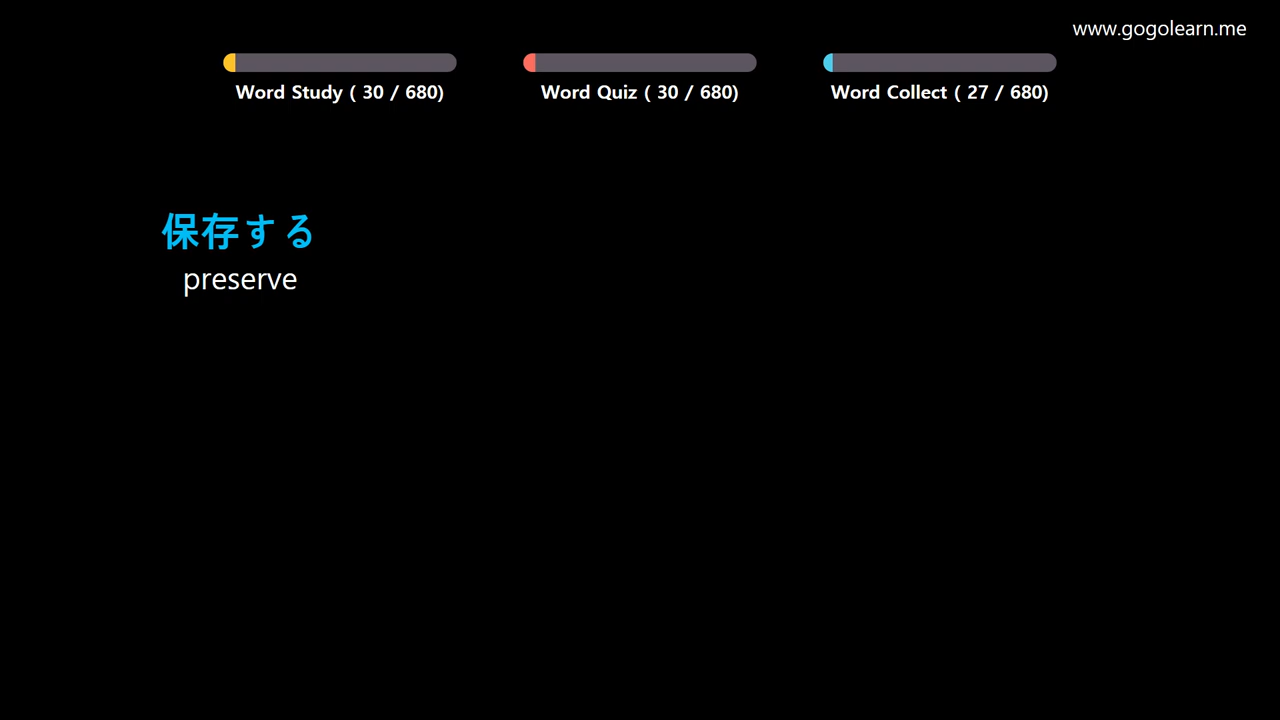 www.gogolearn.me
Word Study ( 30 / 680)
Word Quiz ( 30 / 680)
Word Collect ( 27 / 680)
保存する
preserve